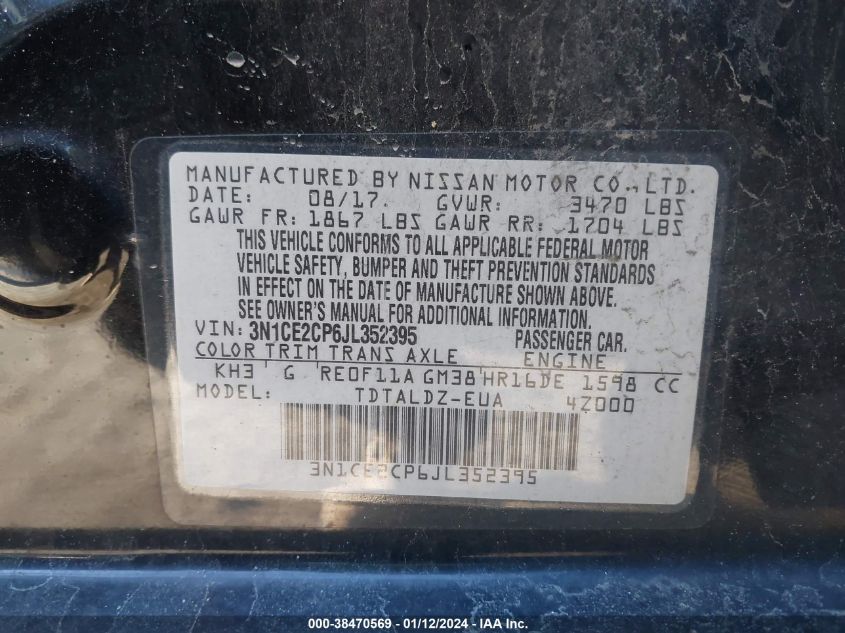 MANUFACTURED BY NISSAN MOTOR CO.,LTD.
DATE: 08/17. GVWR: 3470 LBS
GAWR FR: 1867 LBS GAWR RR: 1704 LBS
THIS VEHICLE CONFORMS TO ALL APPLICABLE FEDERAL MOTOR
VEHICLE SAFETY, BUMPER AND THEFT PREVENTION STANDARDS
IN EFFECT ON THE DATE OF MANUFACTURE SHOWN ABOVE.
SEE OWNER'S MANUAL FOR ADDITIONAL INFORMATION.
VIN: 3N1CE2CP6JL352395 PASSENGER CAR.
COLOR TRIM TRANS AXLE ENGINE
KH3 G RE0F11A GM38 HR16DE 1598 CC
MODEL: TDTALDZ-EUA 4Z000
3N1CE2CP6JL352395
000-38470569 - 01/12/2024 - IAA Inc.